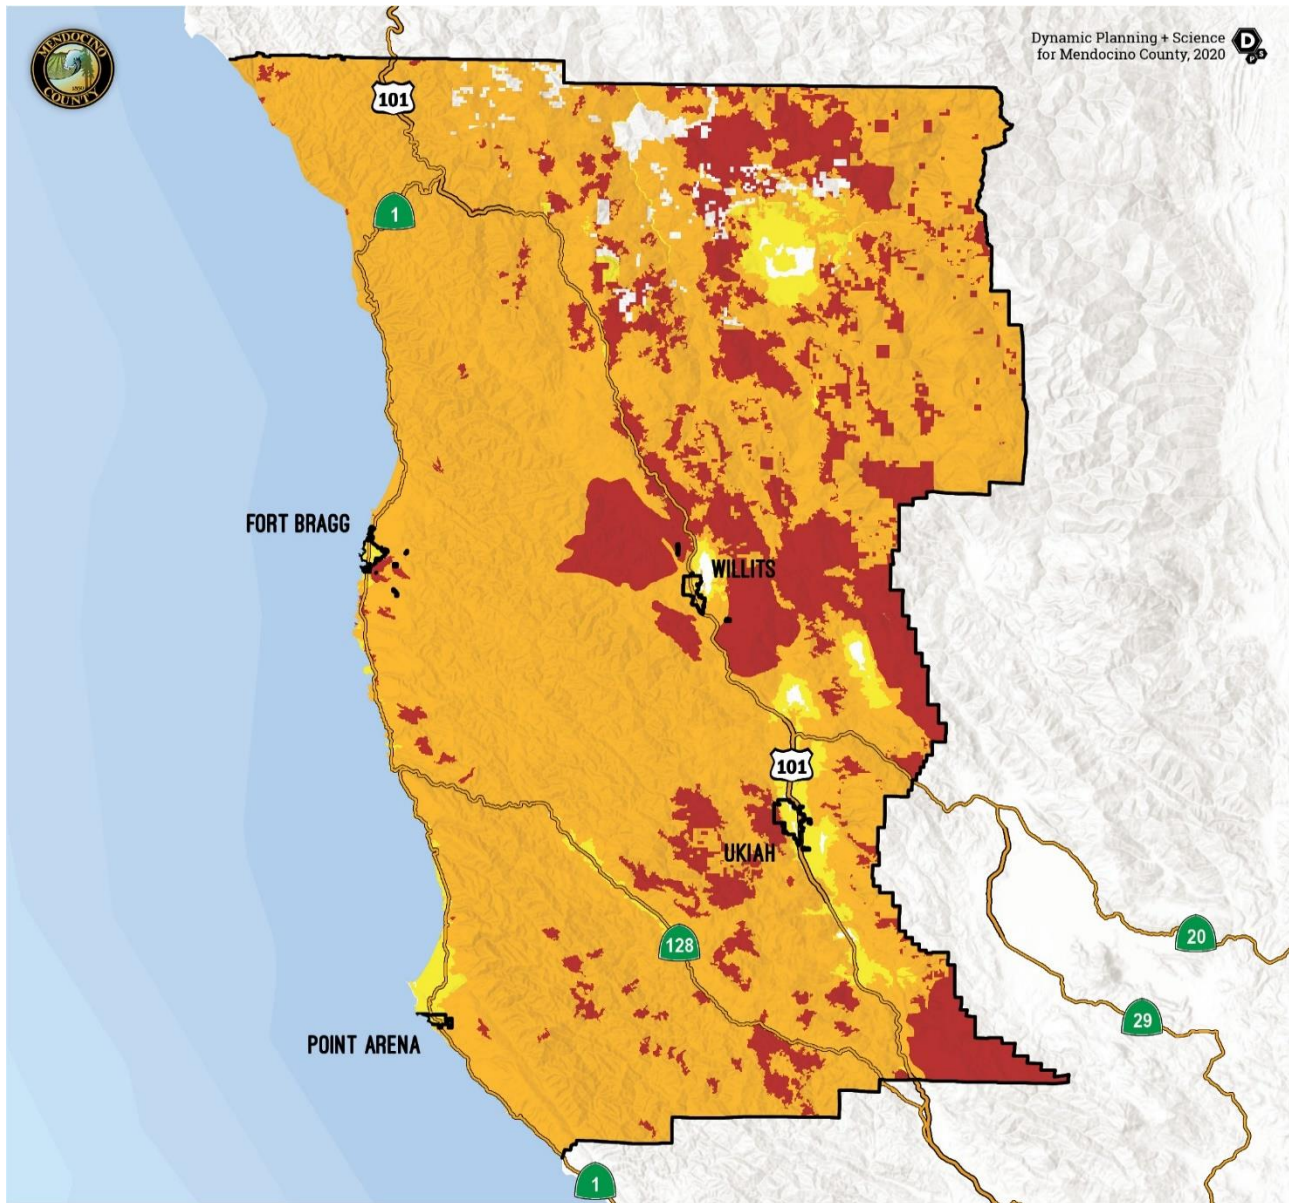 MENDOCINO
COUNTY
1850
Dynamic Planning + Science
for Mendocino County, 2020
D
P
S
101
1
FORT BRAGG
WILLITS
101
UKIAH
128
20
29
POINT ARENA
1